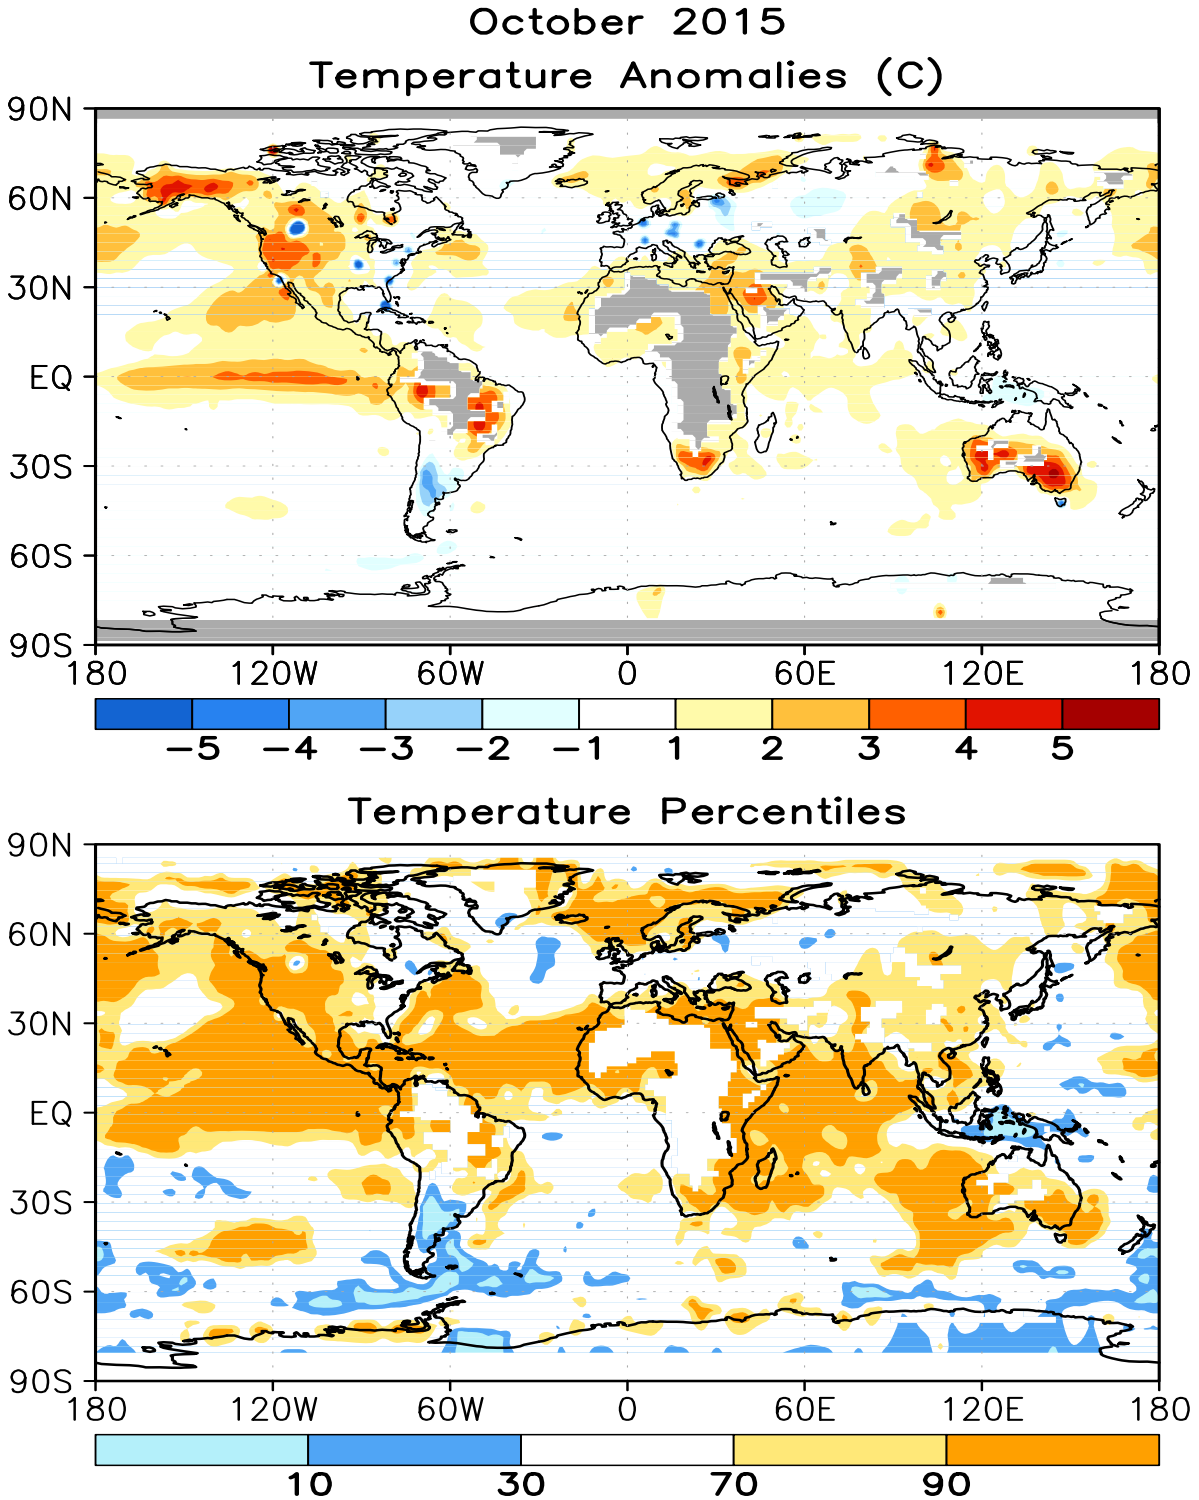 October 2015
Temperature Anomalies (C)
90N
60N
30N
EQ
30S
60S
90S
180 120W 60W 0 60E 120E 180
−5 −4 −3 −2 −1 1 2 3 4 5
Temperature Percentiles
90N
60N
30N
EQ
30S
60S
90S
180 120W 60W 0 60E 120E 180
10 30 70 90